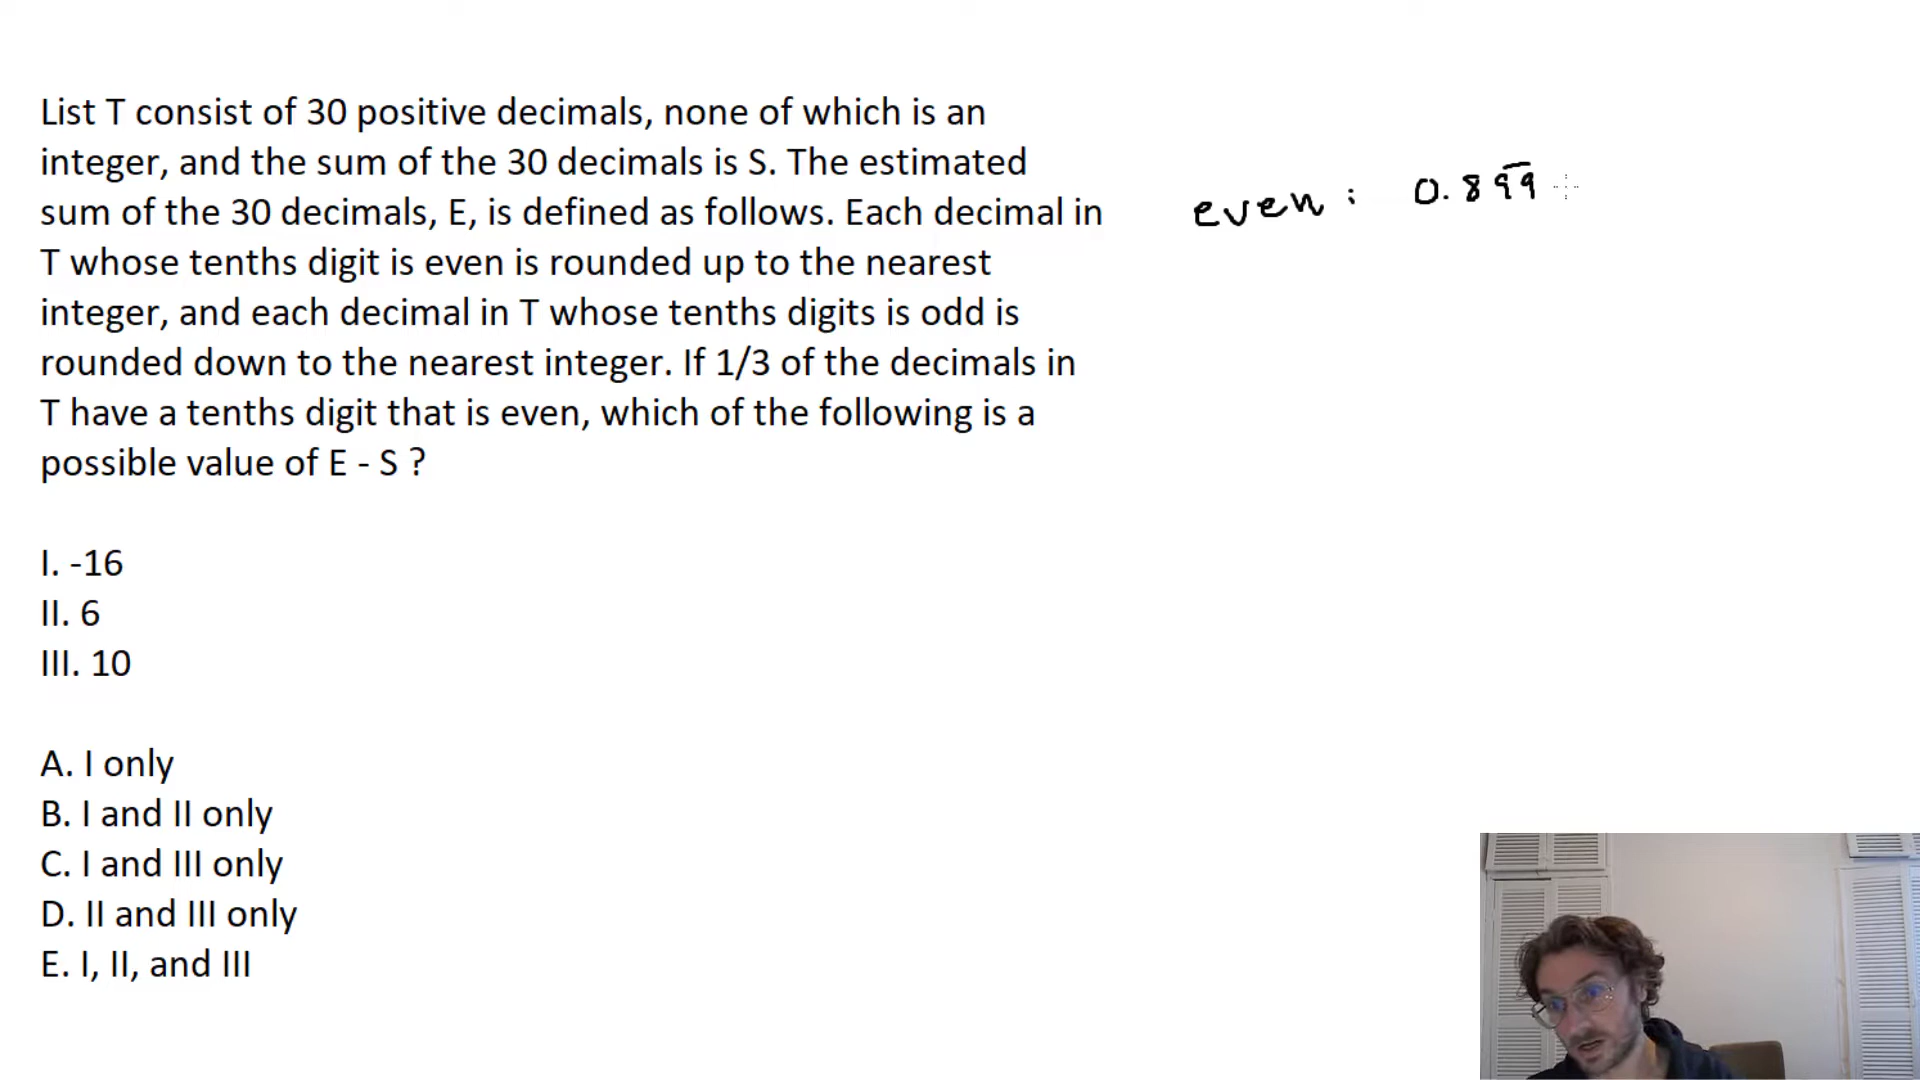 List T consist of 30 positive decimals, none of which is an
integer, and the sum of the 30 decimals is S. The estimated
sum of the 30 decimals, E, is defined as follows. Each decimal in
T whose tenths digit is even is rounded up to the nearest
integer, and each decimal in T whose tenths digits is odd is
rounded down to the nearest integer. If 1/3 of the decimals in
T have a tenths digit that is even, which of the following is a
possible value of E - S ?
I. -16
II. 6
III. 10
A. I only
B. I and II only
C. I and III only
D. II and III only
E. I, II, and III
even: 0.899